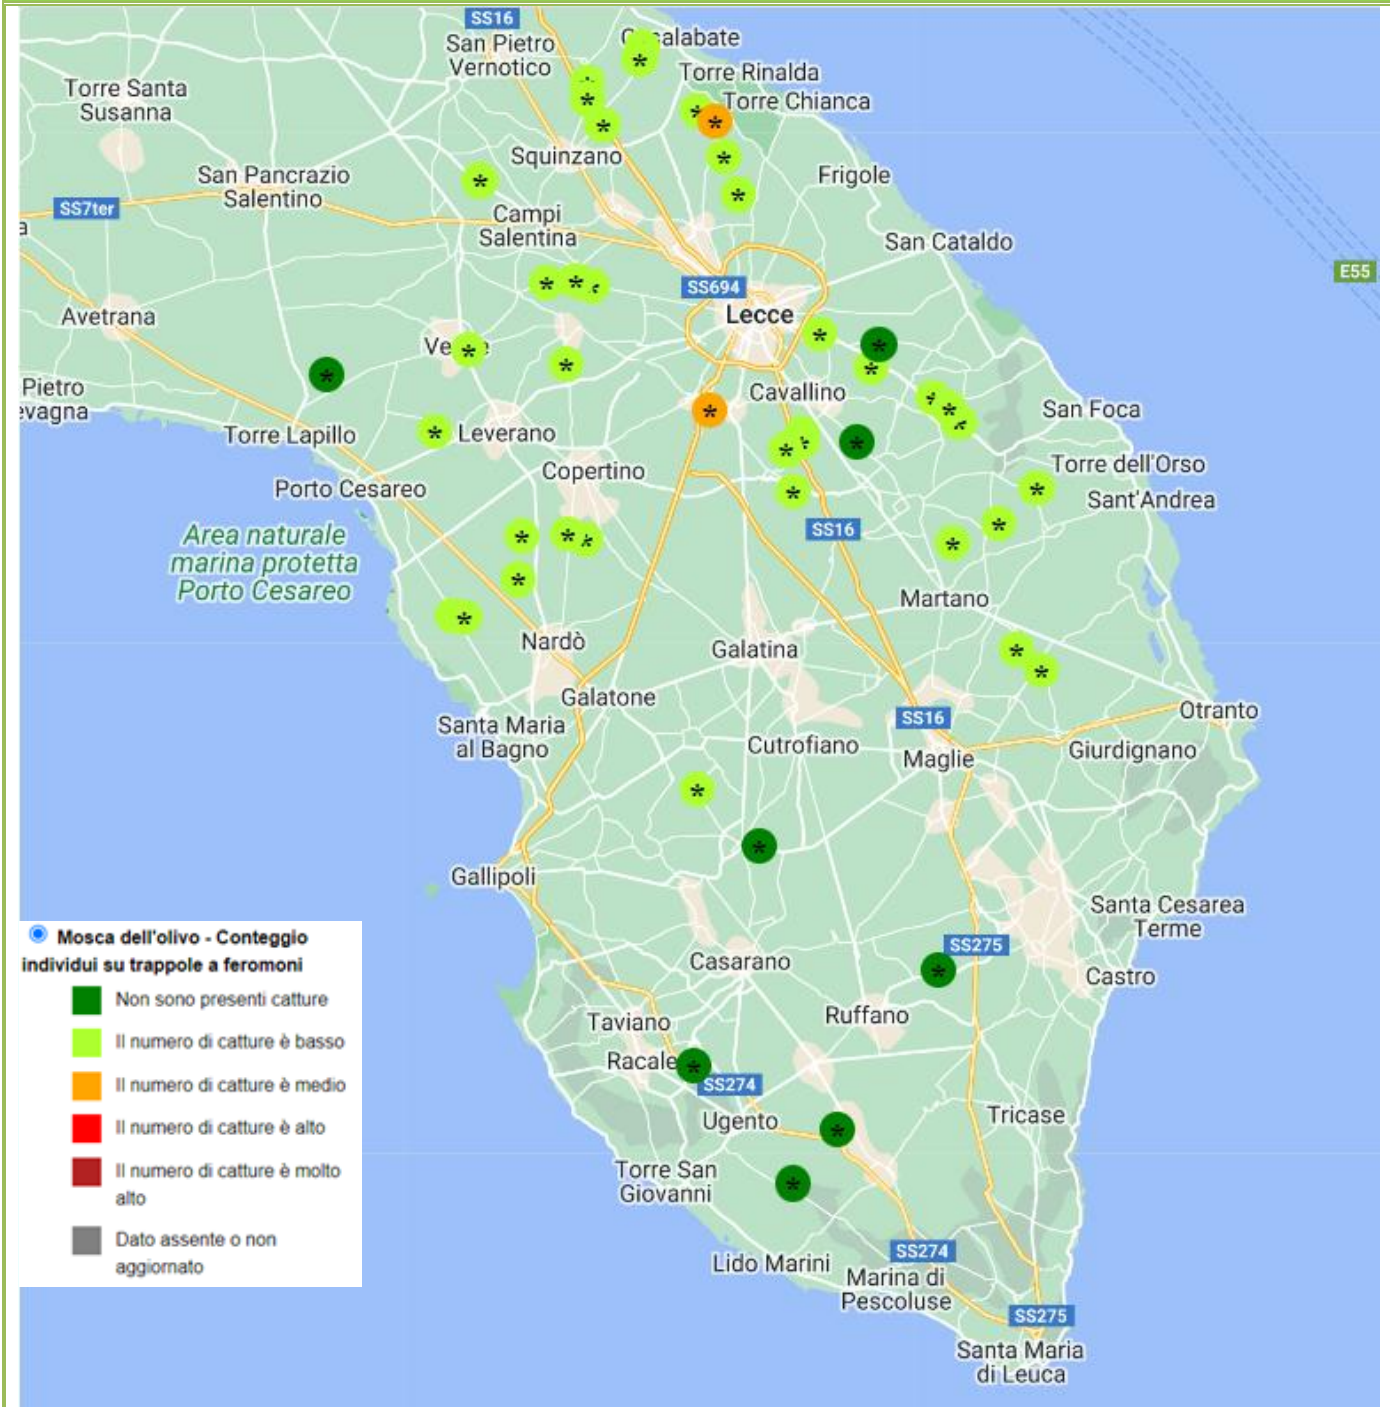 SS16
San Pietro
Vernotico
Torre Rinalda
Torre Santa
Susanna
Torre Chianca
Squinzano
San Pancrazio
Salentino
Frigole
SS7ter
Campi
Salentina
San Cataldo
E55
SS694
Lecce
Avetrana
Pietro
evagna
Cavallino
San Foca
Torre Lapillo
Leverano
Torre dell'Orso
Copertino
Porto Cesareo
Sant'Andrea
SS16
Area naturale
marina protetta
Porto Cesareo
Martano
Nardò
Galatina
Galatone
SS16
Otranto
Santa Maria
al Bagno
Cutrofiano
Maglie
Giurdignano
Gallipoli
Santa Cesarea
Terme
SS275
Casarano
Castro
Mosca dell'olivo - Conteggio
individui su trappole a feromoni
Non sono presenti catture
Il numero di catture è basso
Il numero di catture è medio
Il numero di catture è alto
Il numero di catture è molto
alto
Dato assente o non
aggiornato
Taviano
Ruffano
Racale
SS274
Ugento
Tricase
Torre San
Giovanni
SS274
Lido Marini
Marina di
Pescoluse
SS275
Santa Maria
di Leuca